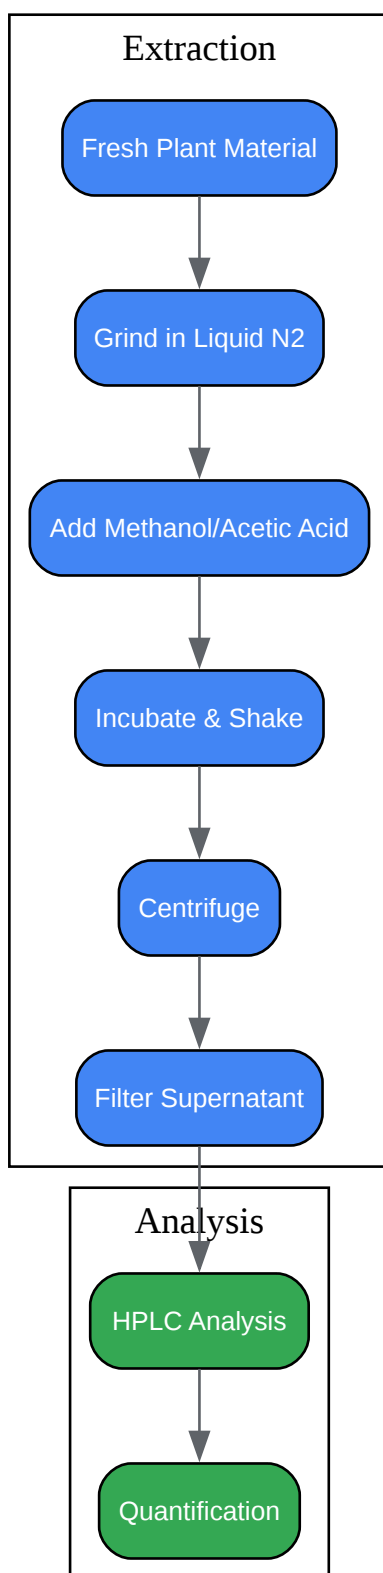 Extraction
Fresh Plant Material
Grind in Liquid N2
Add Methanol/Acetic Acid
Incubate & Shake
Centrifuge
Filter Supernatant
Analysis
HPLC Analysis
Quantification